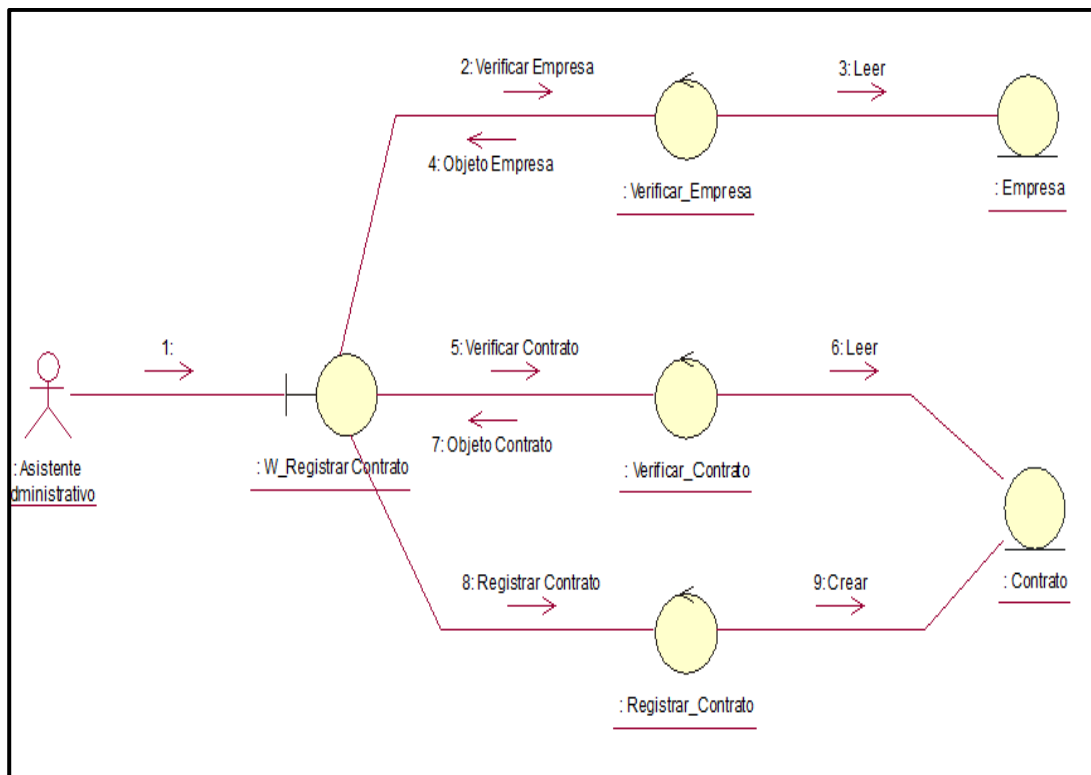 2: Verificar Empresa
3: Leer
4: Objeto Empresa
: Verificar_Empresa
: Empresa
1:
5: Verificar Contrato
6: Leer
7: Objeto Contrato
: Asistente
dministrativo
: W_Registrar Contrato
: Verificar_Contrato
8: Registrar Contrato
9: Crear
: Contrato
: Registrar_Contrato